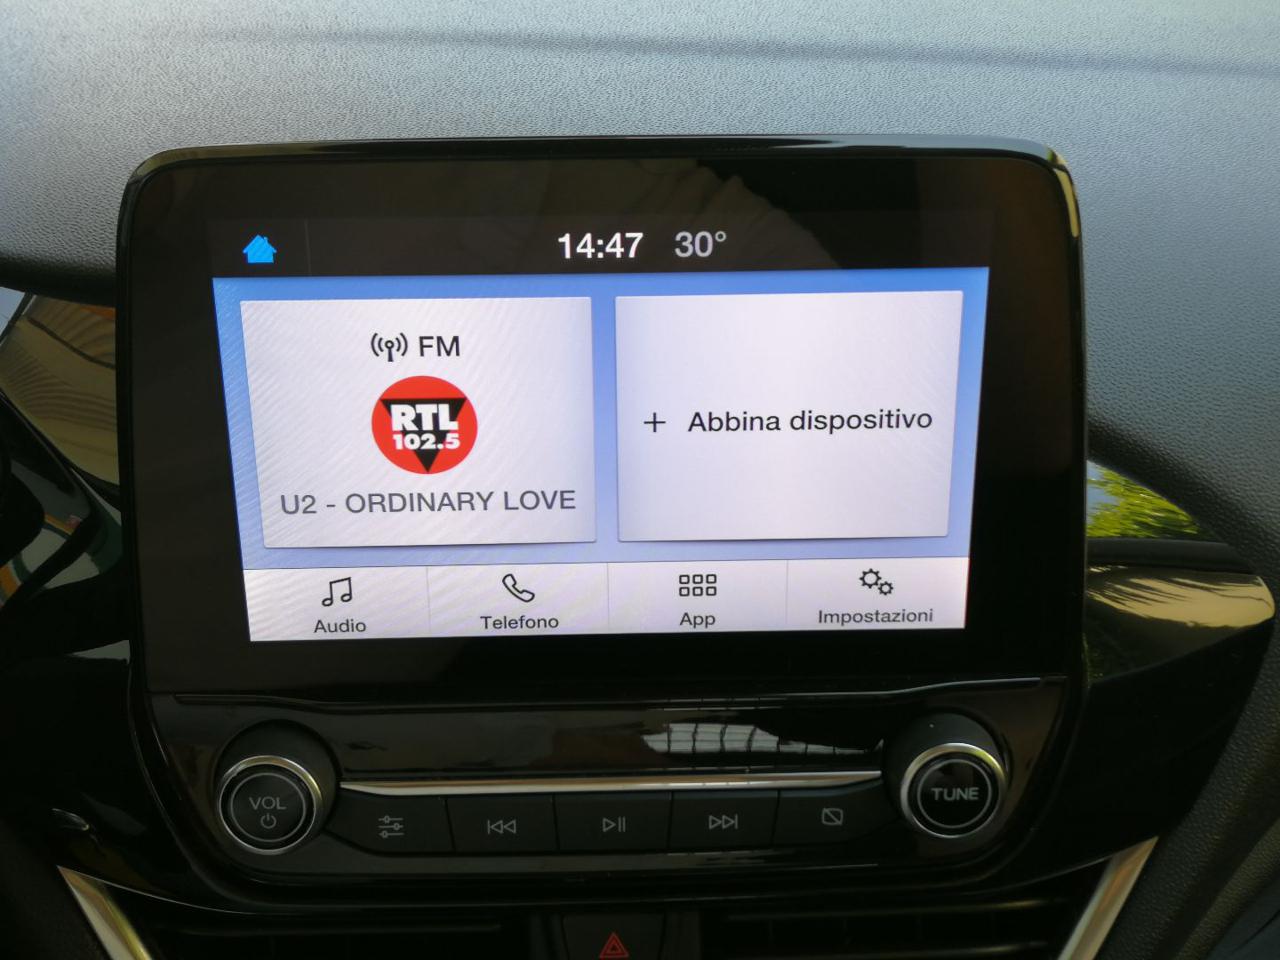 14:47 30°
FM
RTL
102.5
U2 - ORDINARY LOVE
+ Abbina dispositivo
Audio
Telefono
App
Impostazioni
VOL
TUNE